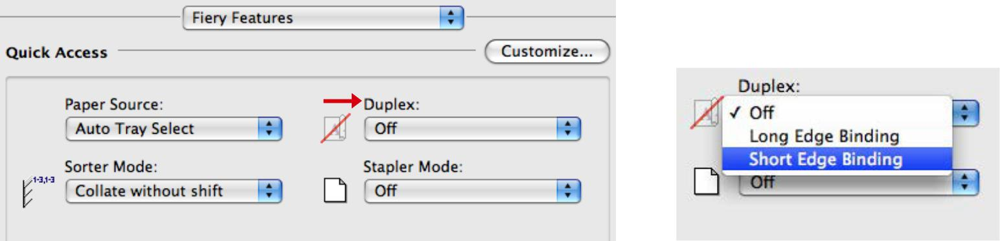 Fiery Features
Quick Access
Customize...
Paper Source:
Auto Tray Select
Duplex:
Off
Sorter Mode:
1-3,1-3
Collate without shift
Stapler Mode:
Off
Duplex:
✓ Off
Long Edge Binding
Short Edge Binding
Off